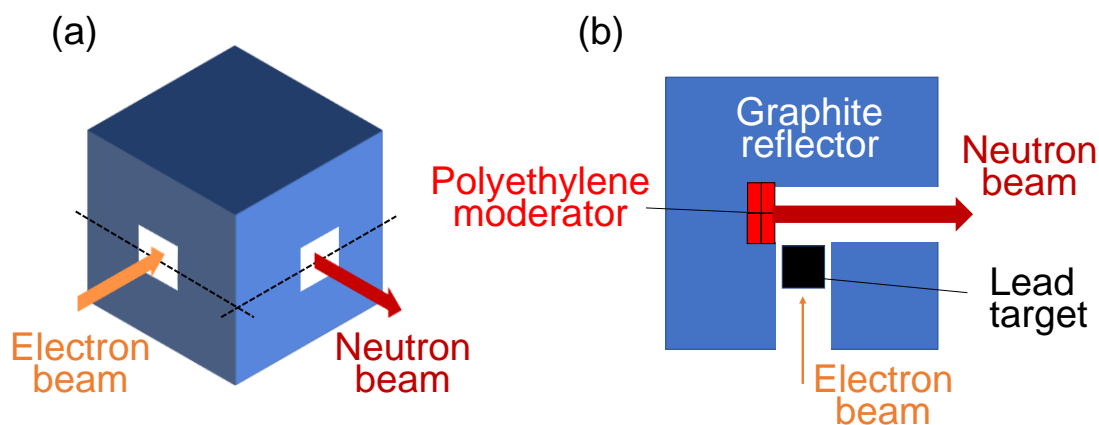 (a)
Electron
beam
Neutron
beam
(b)
Graphite
reflector
Polyethylene
moderator
Neutron
beam
Lead
target
Electron
beam